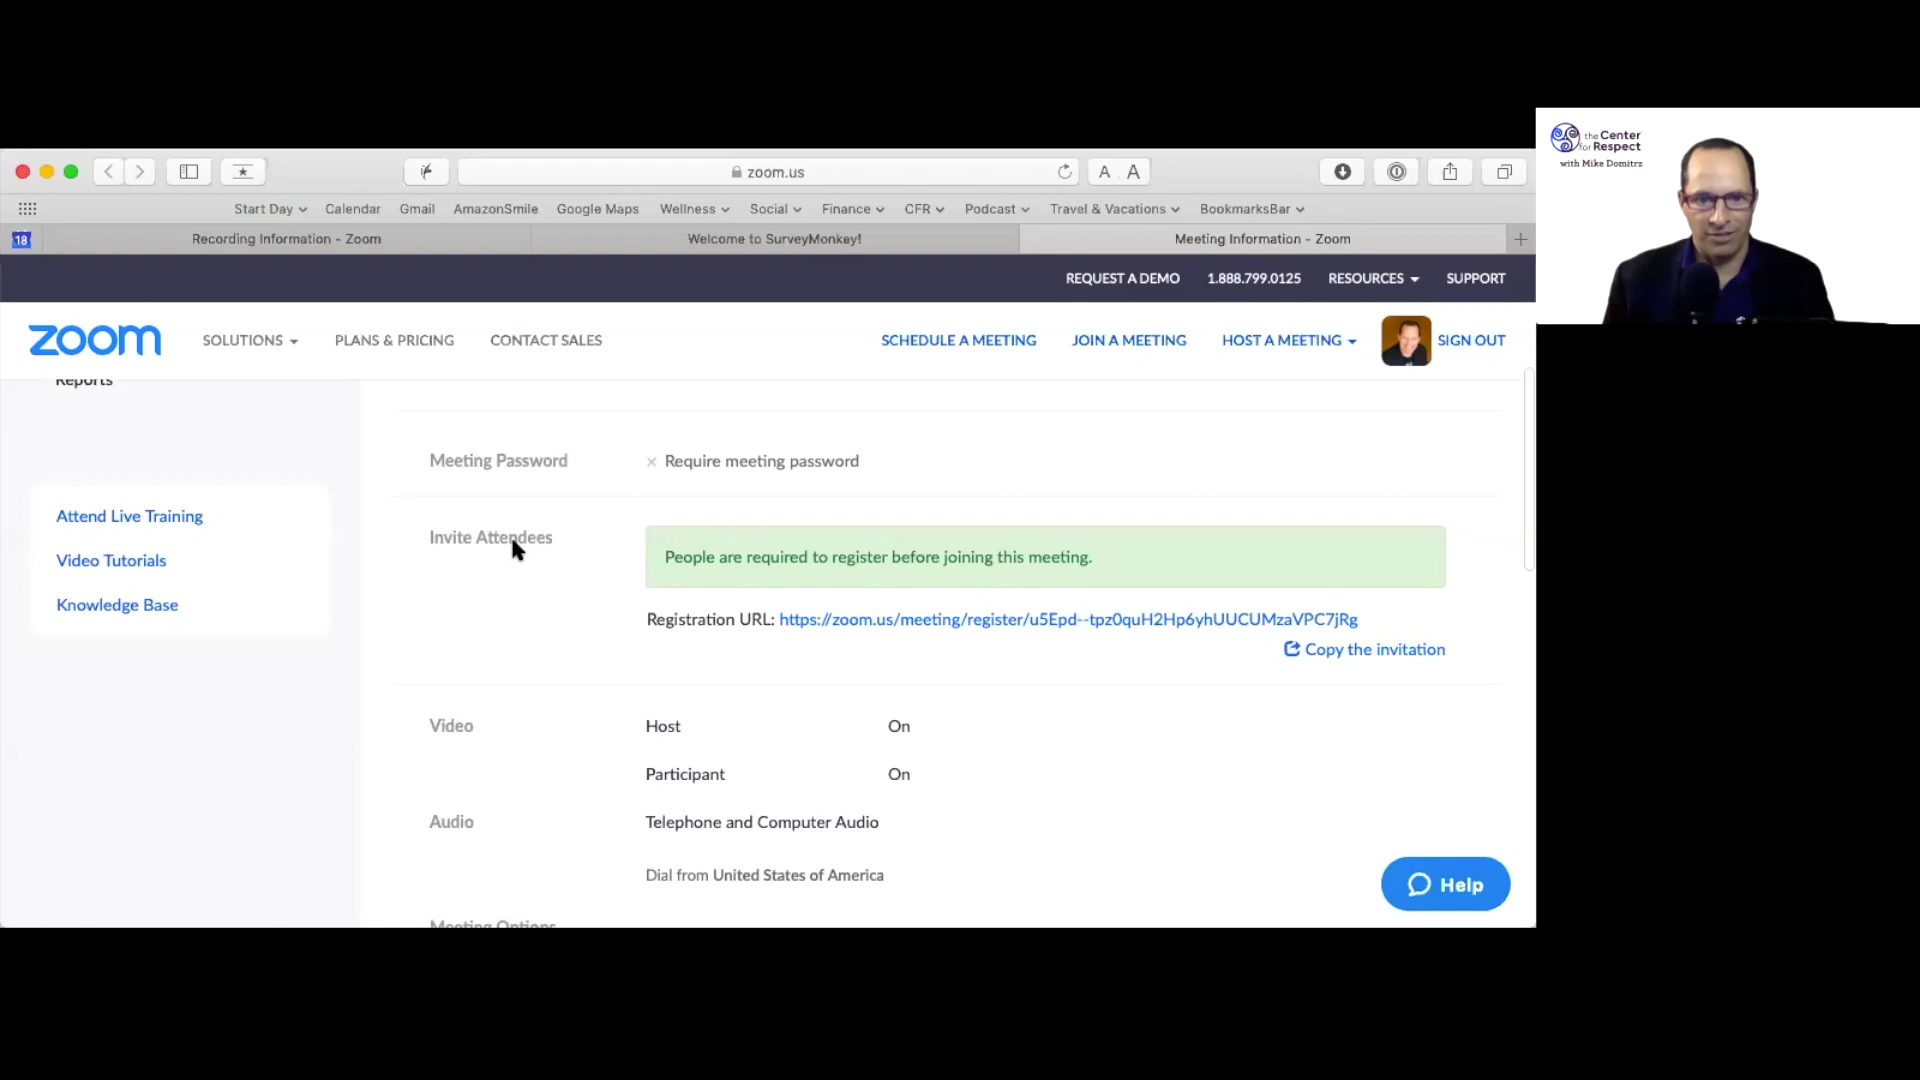 the Center
for Respect
with Mike Domitrz
zoom.us
A A
Start Day Calendar Gmail AmazonSmile Google Maps Wellness Social Finance CFR Podcast Travel & Vacations BookmarksBar
18 Recording Information - Zoom Welcome to SurveyMonkey! Meeting Information - Zoom
REQUEST A DEMO 1.888.799.0125 RESOURCES SUPPORT
zoom SOLUTIONS PLANS & PRICING CONTACT SALES SCHEDULE A MEETING JOIN A MEETING HOST A MEETING SIGN OUT
Reports
Attend Live Training
Video Tutorials
Knowledge Base
Meeting Password × Require meeting password
Invite Attendees People are required to register before joining this meeting.
Registration URL: https://zoom.us/meeting/register/u5Epd--tpz0quH2Hp6yhUUCUMzaVPC7jRg
Copy the invitation
Video Host On
Participant On
Audio Telephone and Computer Audio
Dial from United States of America
Meeting Options
Help